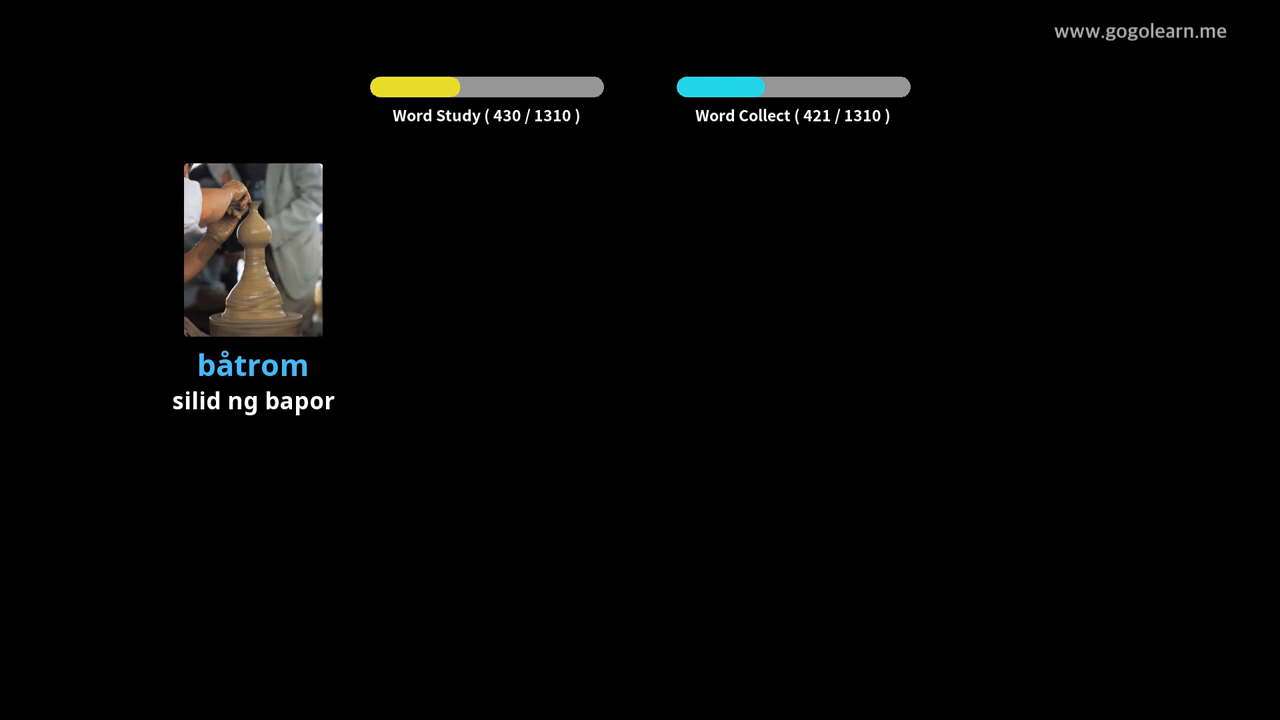 www.gogolearn.me
Word Study ( 430 / 1310 )
Word Collect ( 421 / 1310 )
båtrom
silid ng bapor